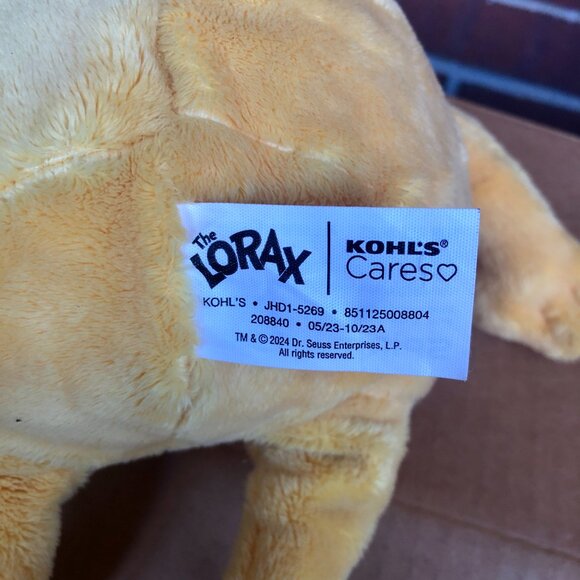 The LORAX
KOHL'S®
Cares
KOHL'S • JHD1-5269 • 851125008804
208840 • 05/23-10/23A
TM & © 2024 Dr. Seuss Enterprises, L.P.
All rights reserved.